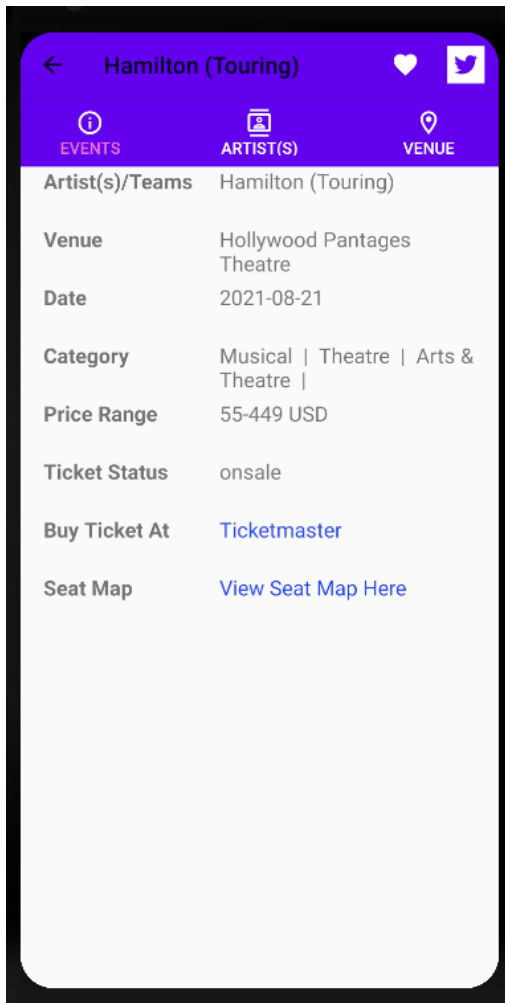 Hamilton (Touring)
EVENTS
ARTIST(S)
VENUE
Artist(s)/Teams Hamilton (Touring)
Venue Hollywood Pantages
Theatre
Date 2021-08-21
Category Musical | Theatre | Arts &
Theatre |
Price Range 55-449 USD
Ticket Status onsale
Buy Ticket At Ticketmaster
Seat Map View Seat Map Here